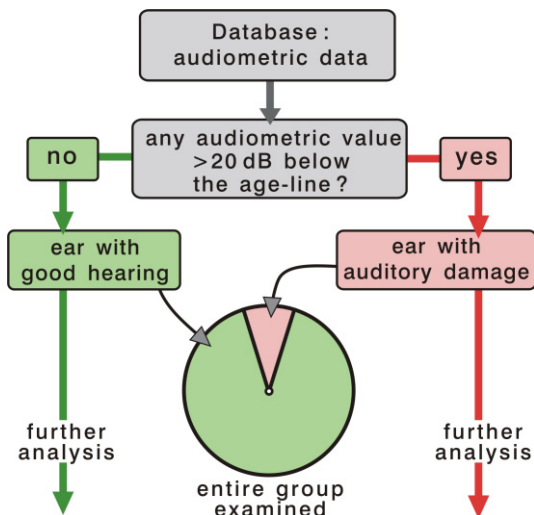 Database:
audiometric data
any audiometric value
>20 dB below
the age-line?
no
yes
ear with
good hearing
ear with
auditory damage
further
analysis
further
analysis
entire group
examined